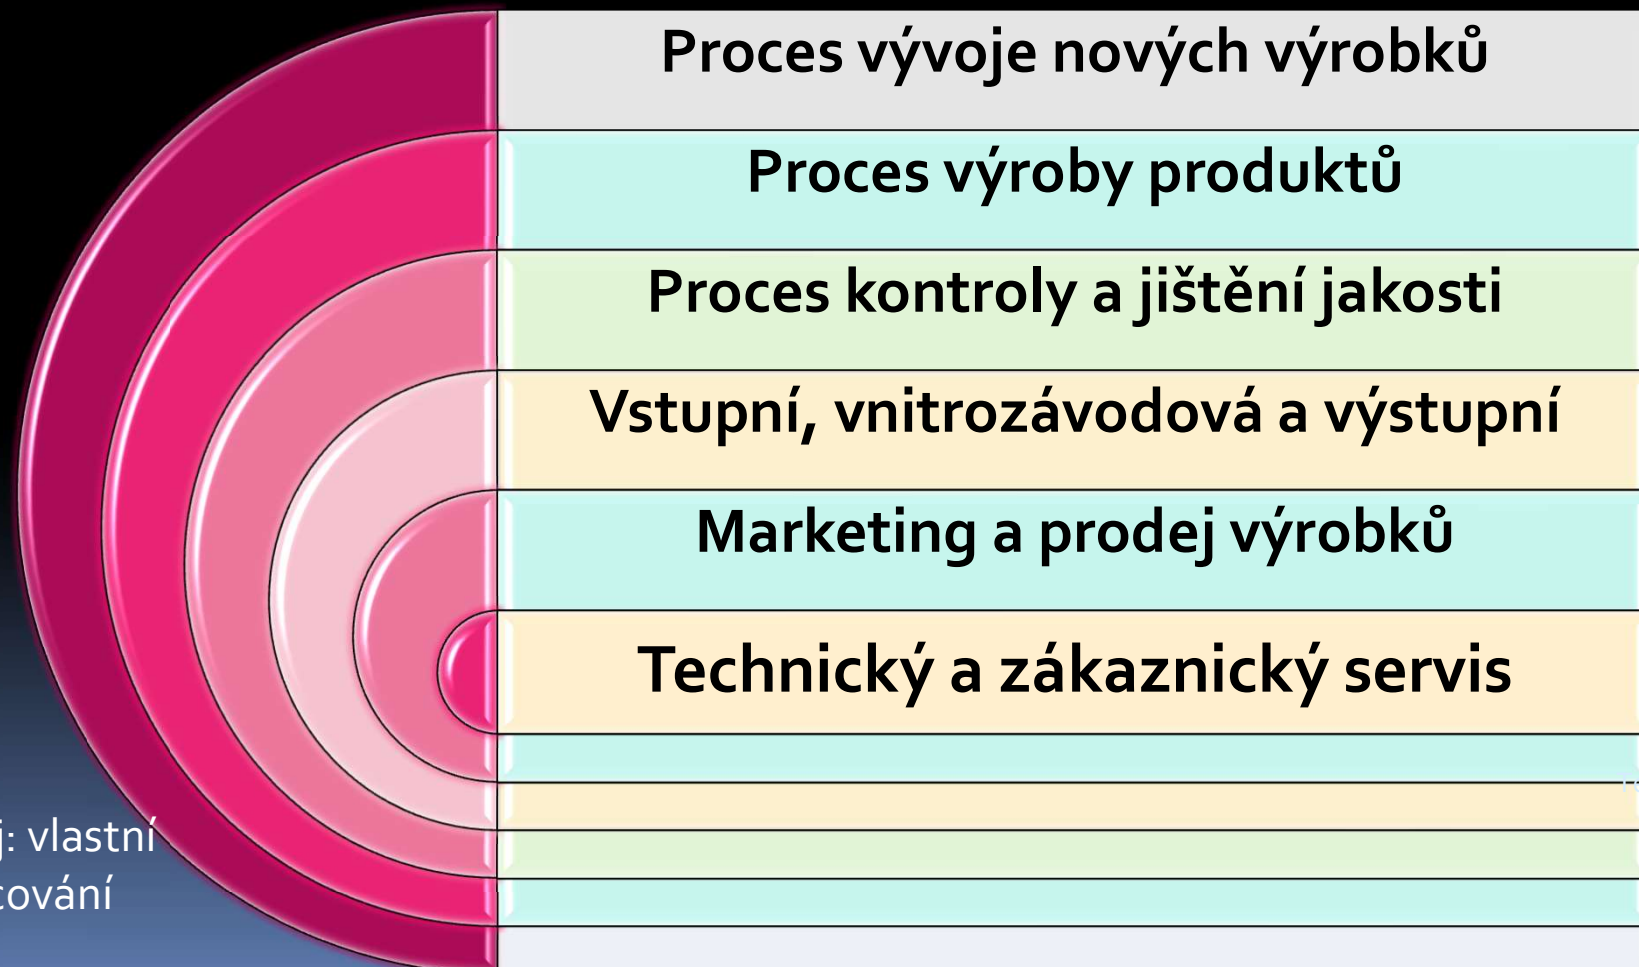 Proces vývoje nových výrobků
Proces výroby produktů
Proces kontroly a jištění jakosti
Vstupní, vnitrozávodová a výstupní
Marketing a prodej výrobků
Technický a zákaznický servis
vlastní